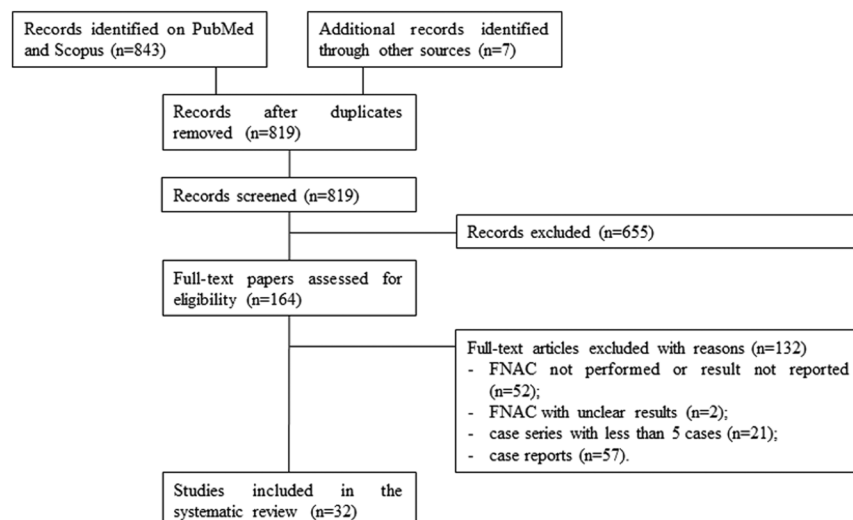 Records identified on PubMed
and Scopus (n=843)
Additional records identified
through other sources (n=7)
Records after duplicates
removed (n=819)
Records screened (n=819)
Records excluded (n=655)
Full-text papers assessed for
eligibility (n=164)
Full-text articles excluded with reasons (n=132)
- FNAC not performed or result not reported
(n=52);
- FNAC with unclear results (n=2);
- case series with less than 5 cases (n=21);
- case reports (n=57).
Studies included in the
systematic review (n=32)